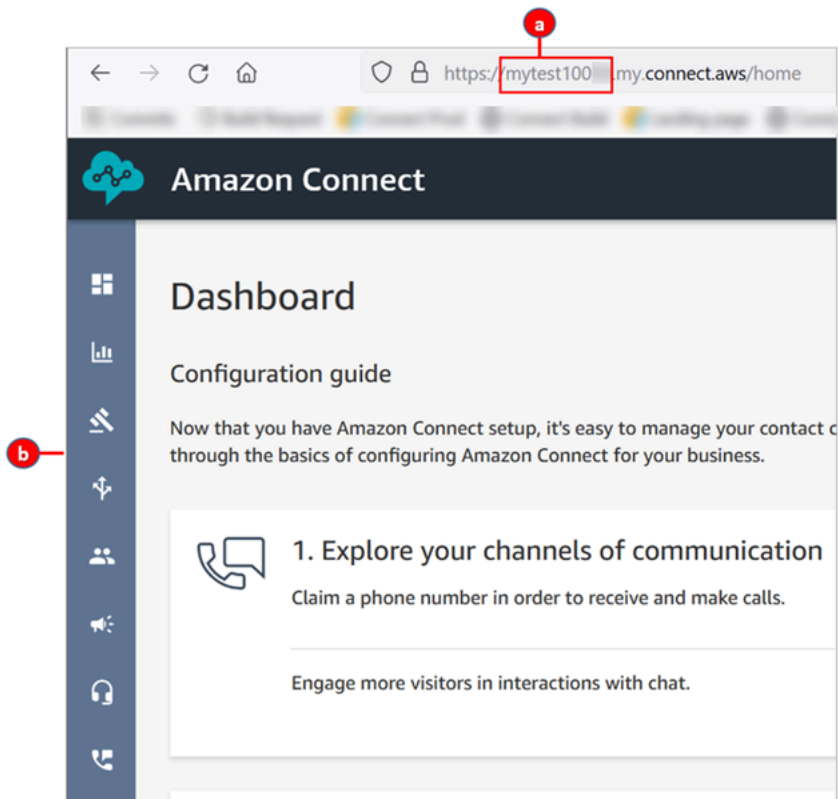 a
https://mytest100 .my.connect.aws/home
Amazon Connect
Dashboard
Configuration guide
Now that you have Amazon Connect setup, it's easy to manage your contact c
b
through the basics of configuring Amazon Connect for your business.
1. Explore your channels of communication
Claim a phone number in order to receive and make calls.
Engage more visitors in interactions with chat.